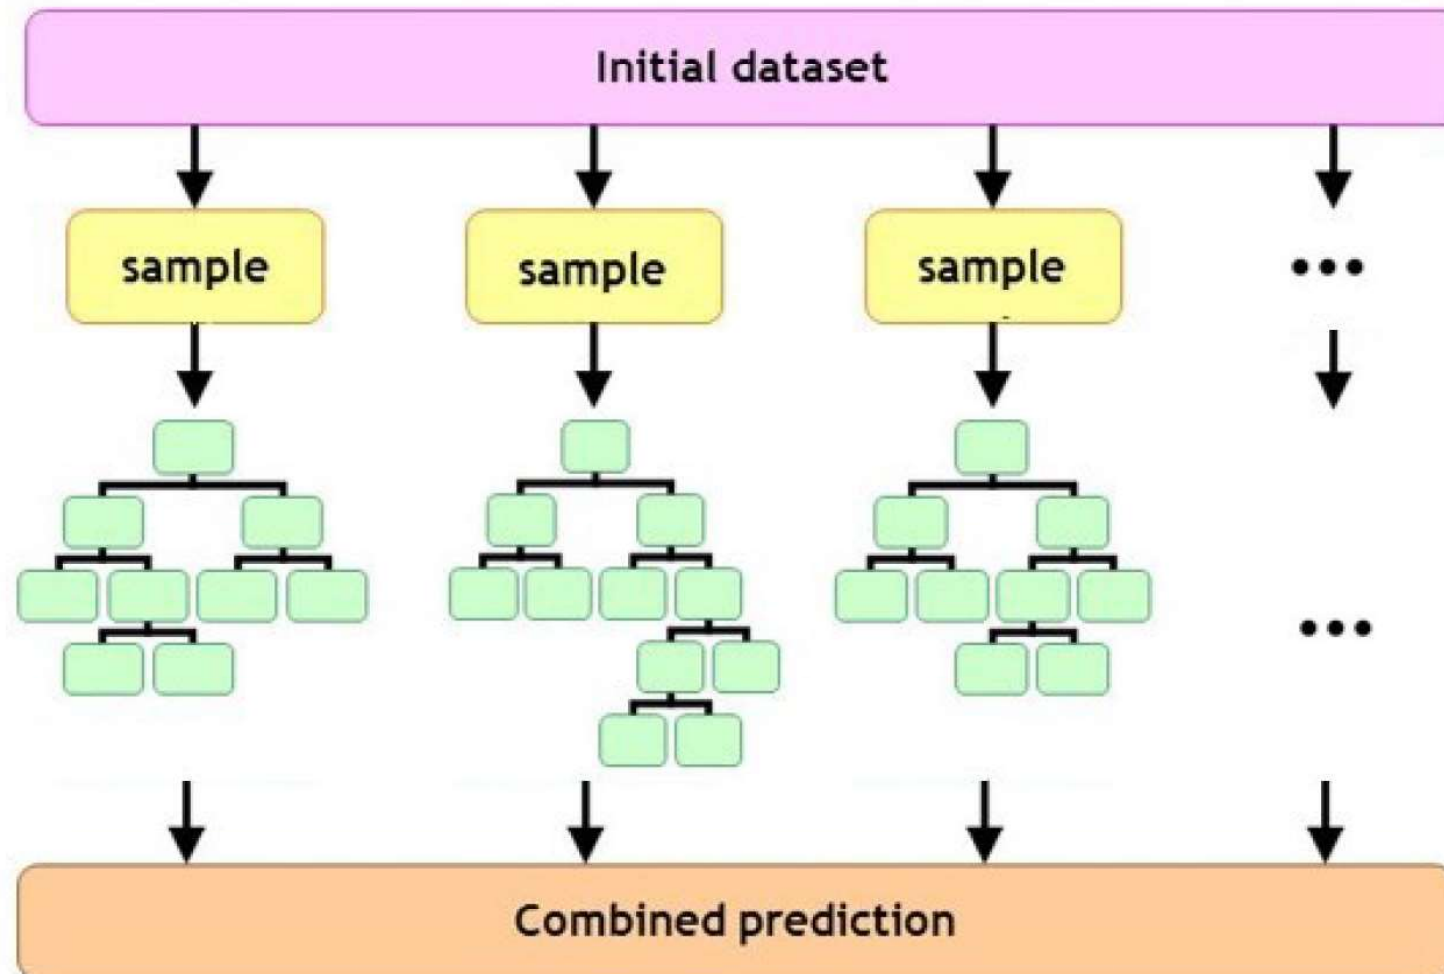 Initial dataset
sample
sample
sample
...
...
Combined prediction